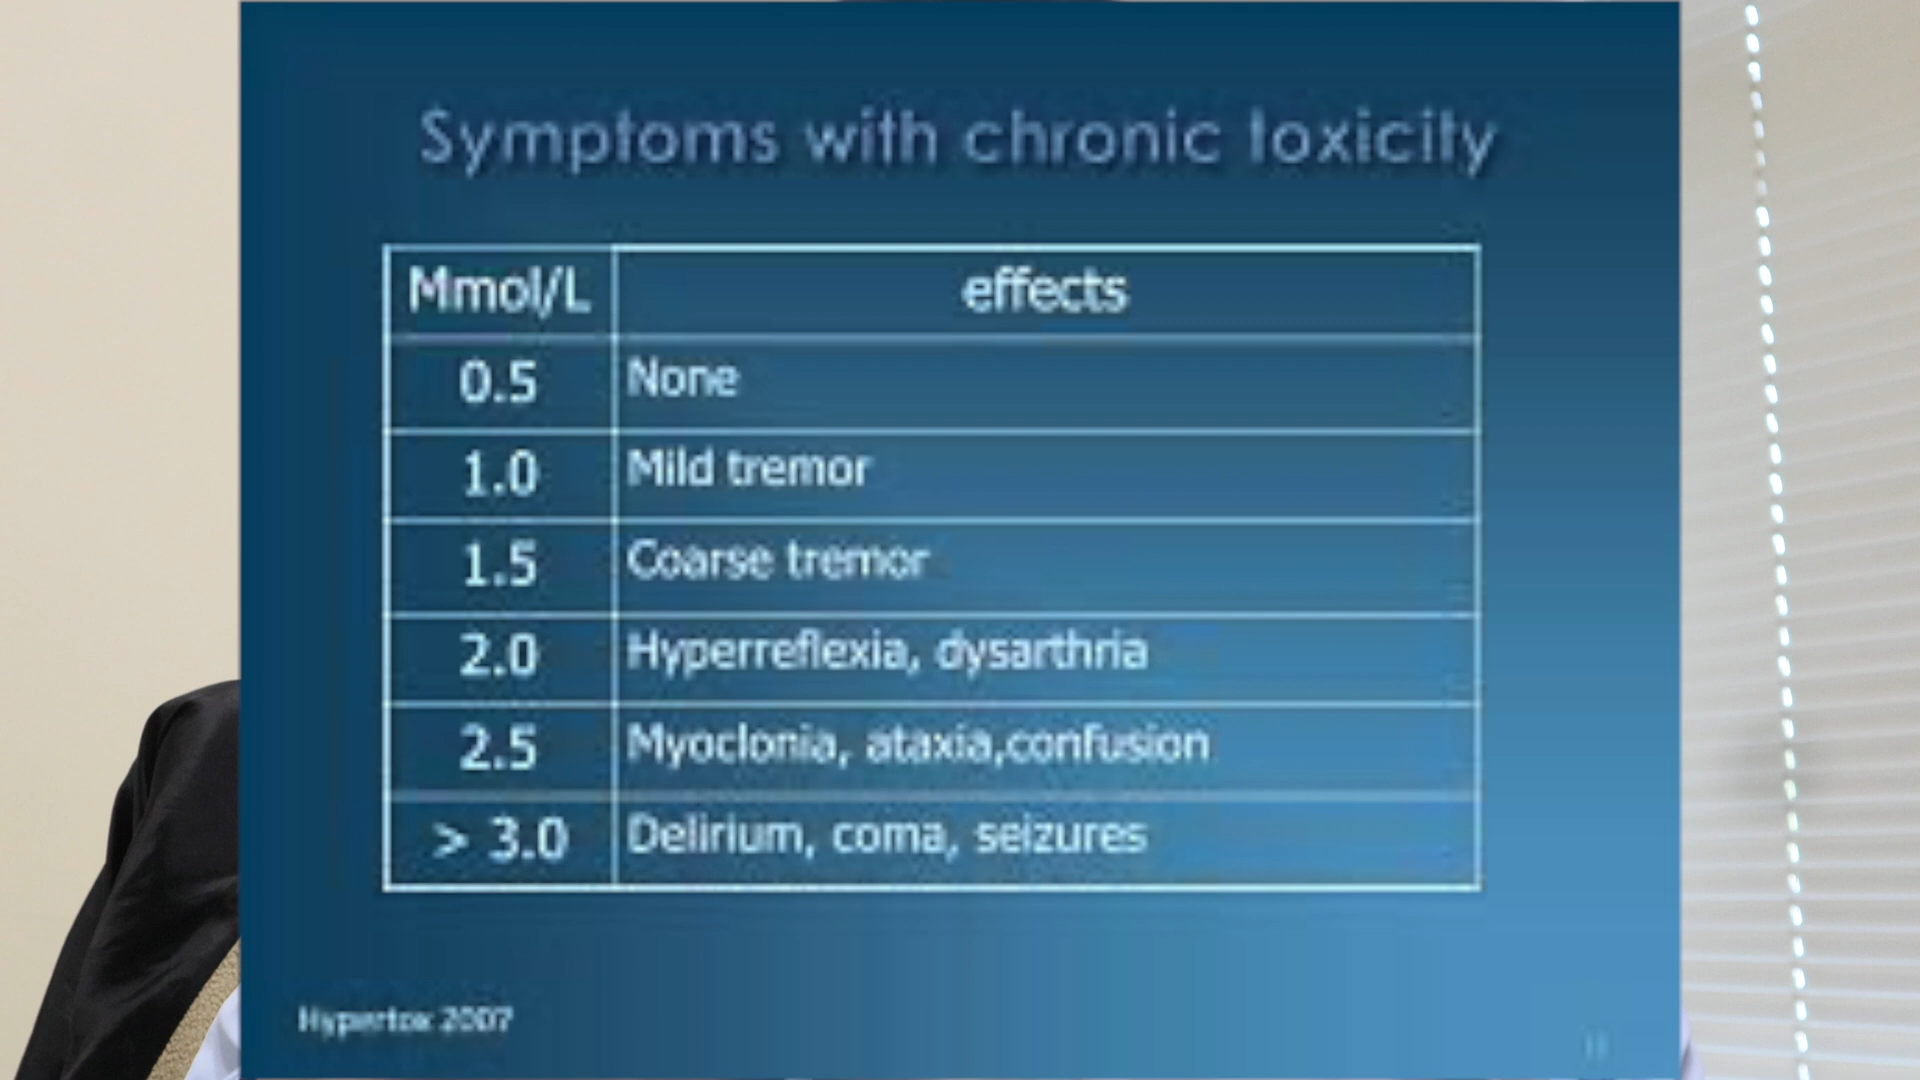 Symptoms with chronic toxicity
Mmol/L effects
0.5 None
1.0 Mild tremor
1.5 Coarse tremor
2.0 Hyperreflexia, dysarthria
2.5 Myoclonia, ataxia,confusion
> 3.0 Delirium, coma, seizures
Hypertox 2007